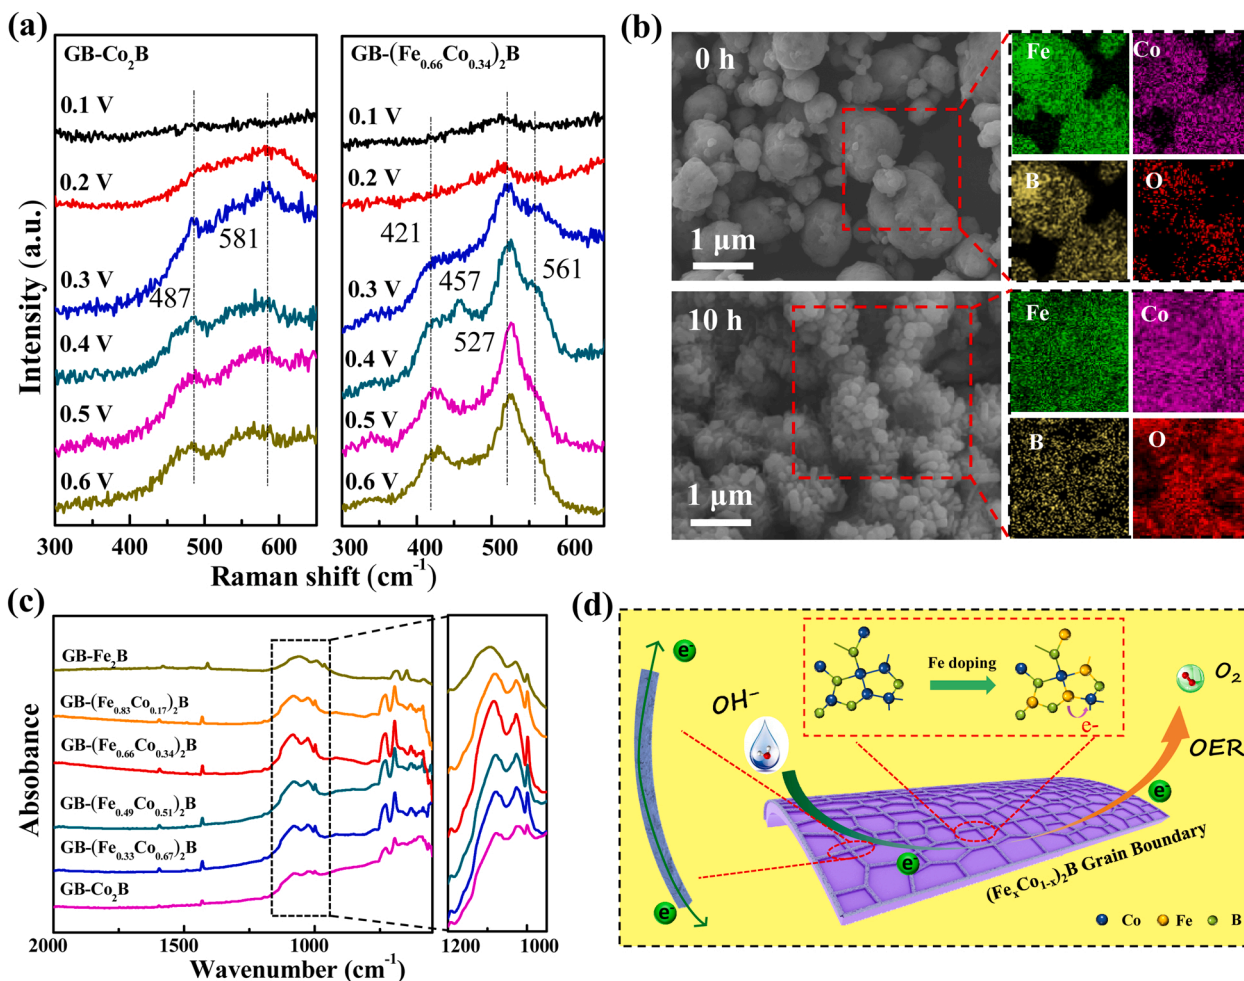 (a)
GB-Co₂B
0.1 V
0.2 V
581
0.3 V
487
0.4 V
0.5 V
0.6 V
GB-(Fe₀.₆₆Co₀.₃₄)₂B
0.1 V
0.2 V
421
457
561
0.3 V
527
0.4 V
0.5 V
0.6 V
Intensity (a.u.)
300 400 500 600 300 400 500 600
Raman shift (cm⁻¹)
(b)
0 h
1 μm
Fe
Co
B
O
10 h
1 μm
Fe
Co
B
O
(c)
GB-Fe₂B
GB-(Fe₀.₈₃Co₀.₁₇)₂B
GB-(Fe₀.₆₆Co₀.₃₄)₂B
GB-(Fe₀.₄₉Co₀.₅₁)₂B
GB-(Fe₀.₃₃Co₀.₆₇)₂B
GB-Co₂B
Absobance
2000 1500 1000 1200 1000
Wavenumber (cm⁻¹)
(d)
e⁻
OH⁻
Fe doping
e-
O₂
OER
e⁻
e⁻
e⁻
(FeₓCo₁₋ₓ)₂B Grain Boundary
Co Fe B